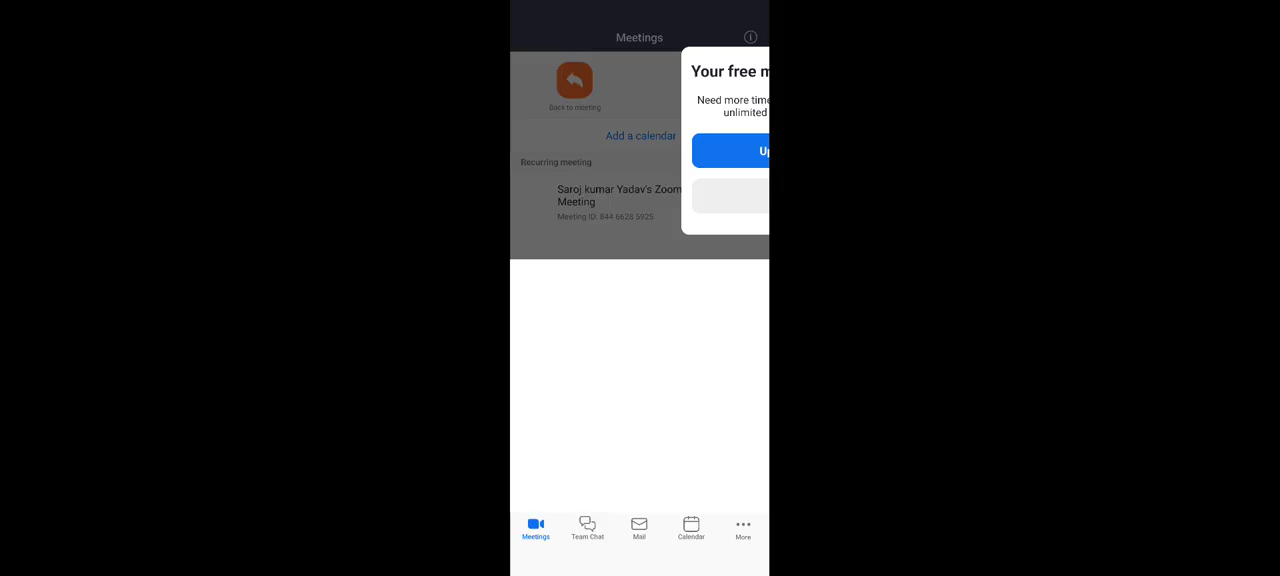 Meetings
Your free
Need more time
unlimited
Back to meeting
Add a calendar
Recurring meeting
Saroj kumar Yadav's Zoom
Meeting
Meeting ID: 844 6628 5925
Meetings
Team Chat
Mail
Calendar
More